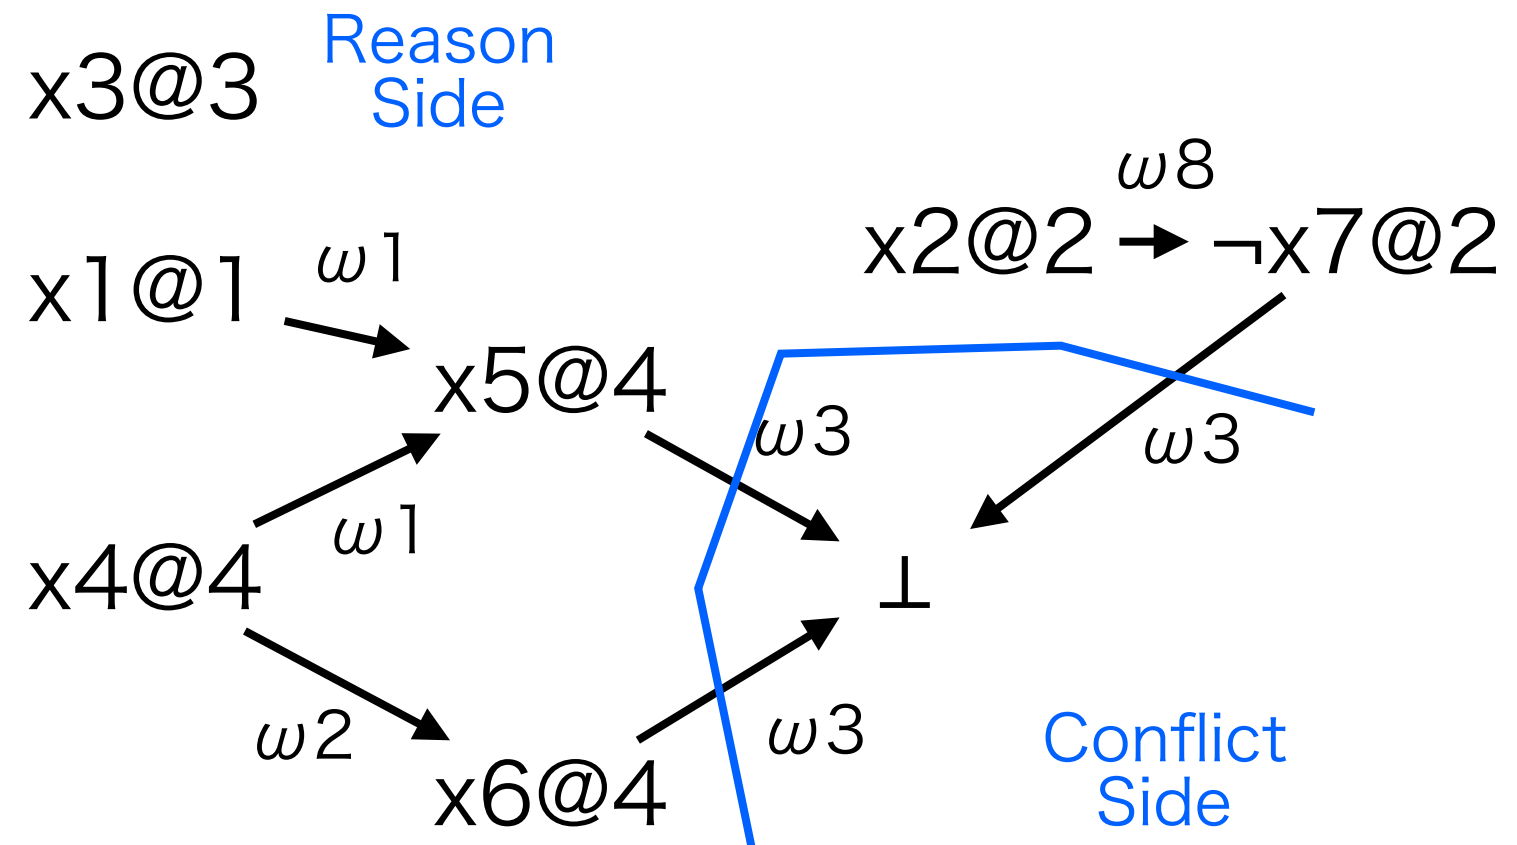 x3@3
Reason
Side
ω8
x2@2
¬x7@2
ω1
x1@1
x5@4
ω3
ω3
ω1
x4@4
⊥
ω2
ω3
x6@4
Conflict
Side